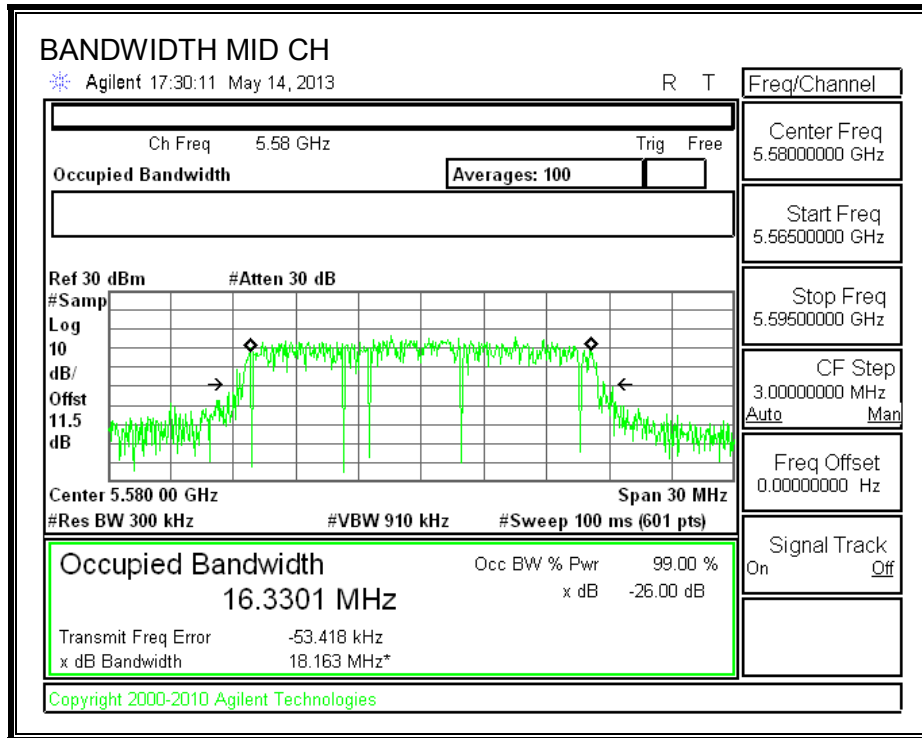 BANDWIDTH MID CH
Agilent 17:30:11 May 14, 2013 R T
Freq/Channel
Ch Freq 5.58 GHz Trig Free
Occupied Bandwidth Averages: 100
Center Freq
5.58000000 GHz
Start Freq
5.56500000 GHz
Stop Freq
5.59500000 GHz
CF Step
3.00000000 MHz
Auto Man
Freq Offset
0.00000000 Hz
Signal Track
On Off
Ref 30 dBm #Atten 30 dB
#Samp
Log
10
dB/
Offst
11.5
dB
Center 5.580 00 GHz Span 30 MHz
#Res BW 300 kHz #VBW 910 kHz #Sweep 100 ms (601 pts)
Occupied Bandwidth
16.3301 MHz
Occ BW % Pwr 99.00 %
x dB -26.00 dB
Transmit Freq Error -53.418 kHz
x dB Bandwidth 18.163 MHz*
Copyright 2000-2010 Agilent Technologies